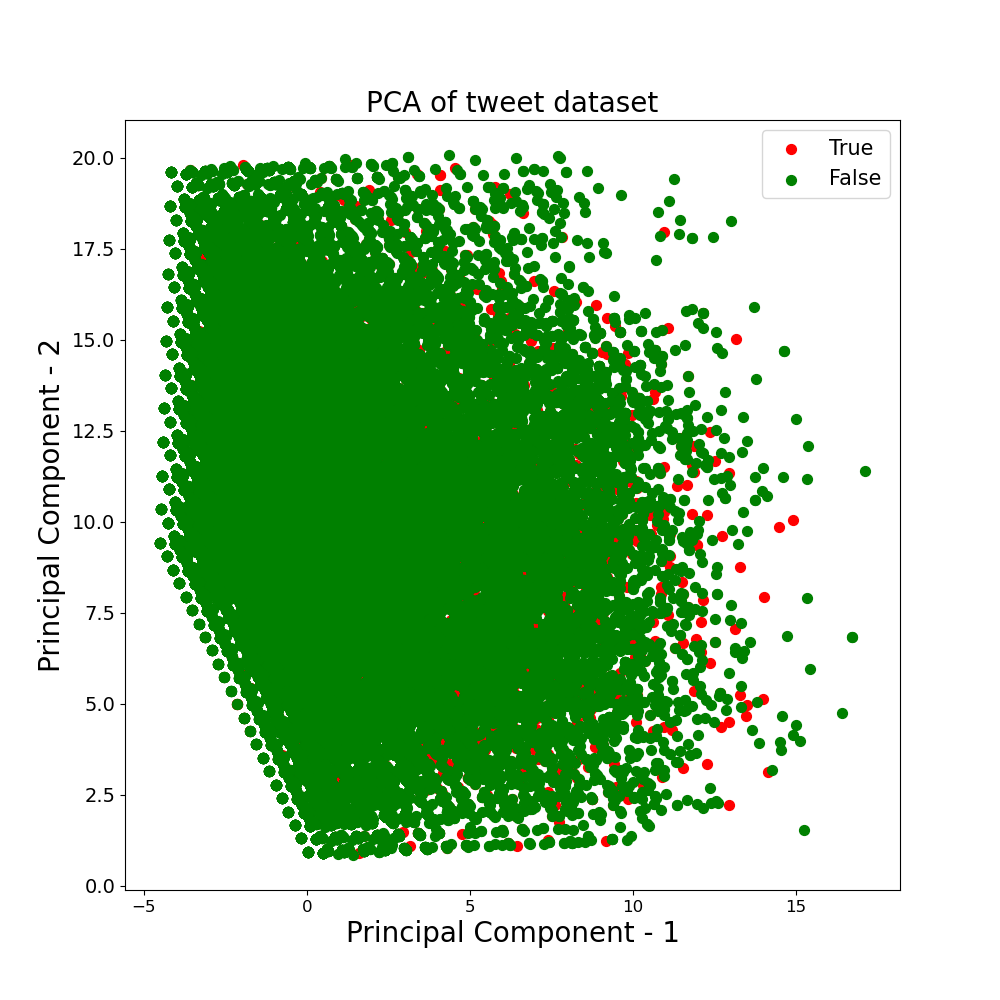 PCA of tweet dataset
True
False
20.0
17.5
15.0
12.5
10.0
7.5
5.0
2.5
0.0
−5
0
5
10
15
Principal Component - 2
Principal Component - 1